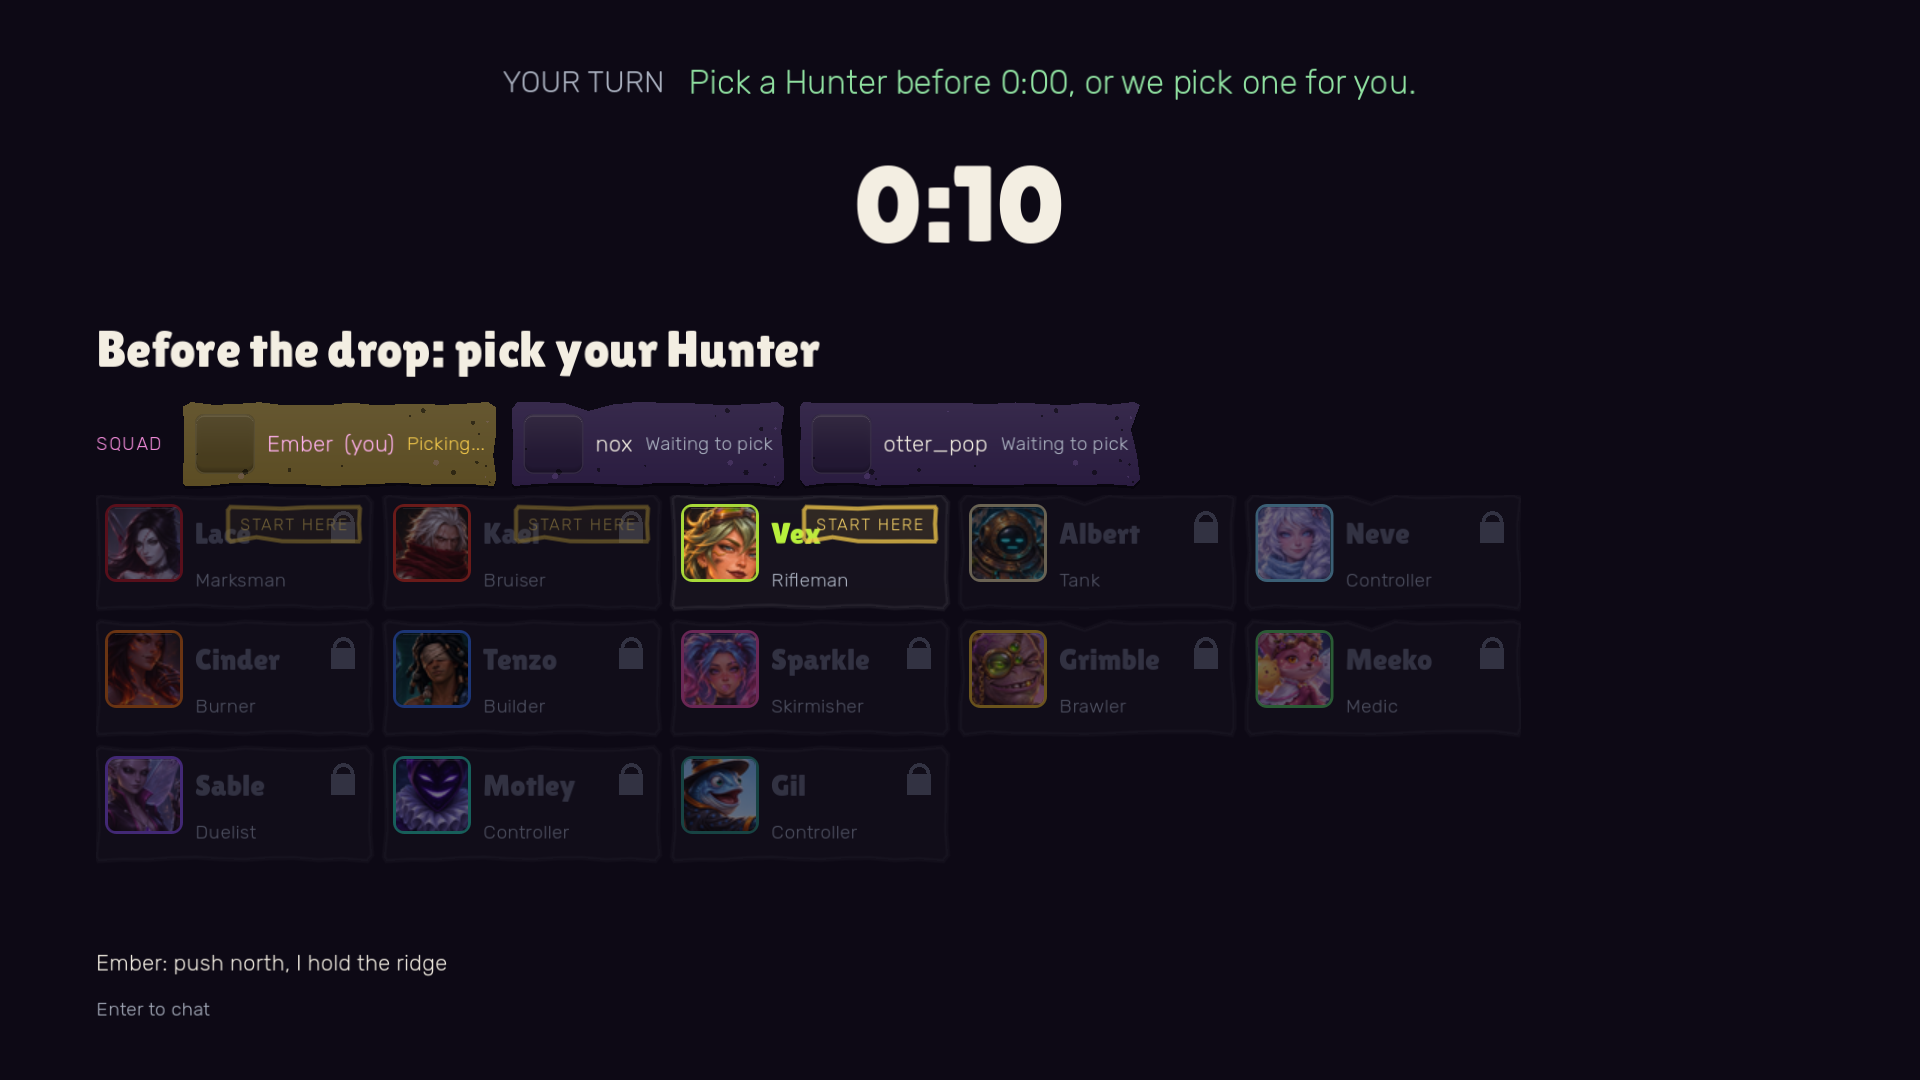 YOUR TURN Pick a Hunter before 0:00, or we pick one for you.
0:10
Before the drop: pick your Hunter
SQUAD Ember (you) Picking... nox Waiting to pick otter_pop Waiting to pick
Lace START HERE Kael START HERE Vex START HERE Albert Neve
Marksman Bruiser Rifleman Tank Controller
Cinder Tenzo Sparkle Grimble Meeko
Burner Builder Skirmisher Brawler Medic
Sable Motley Gil
Duelist Controller Controller
Ember: push north, I hold the ridge
Enter to chat